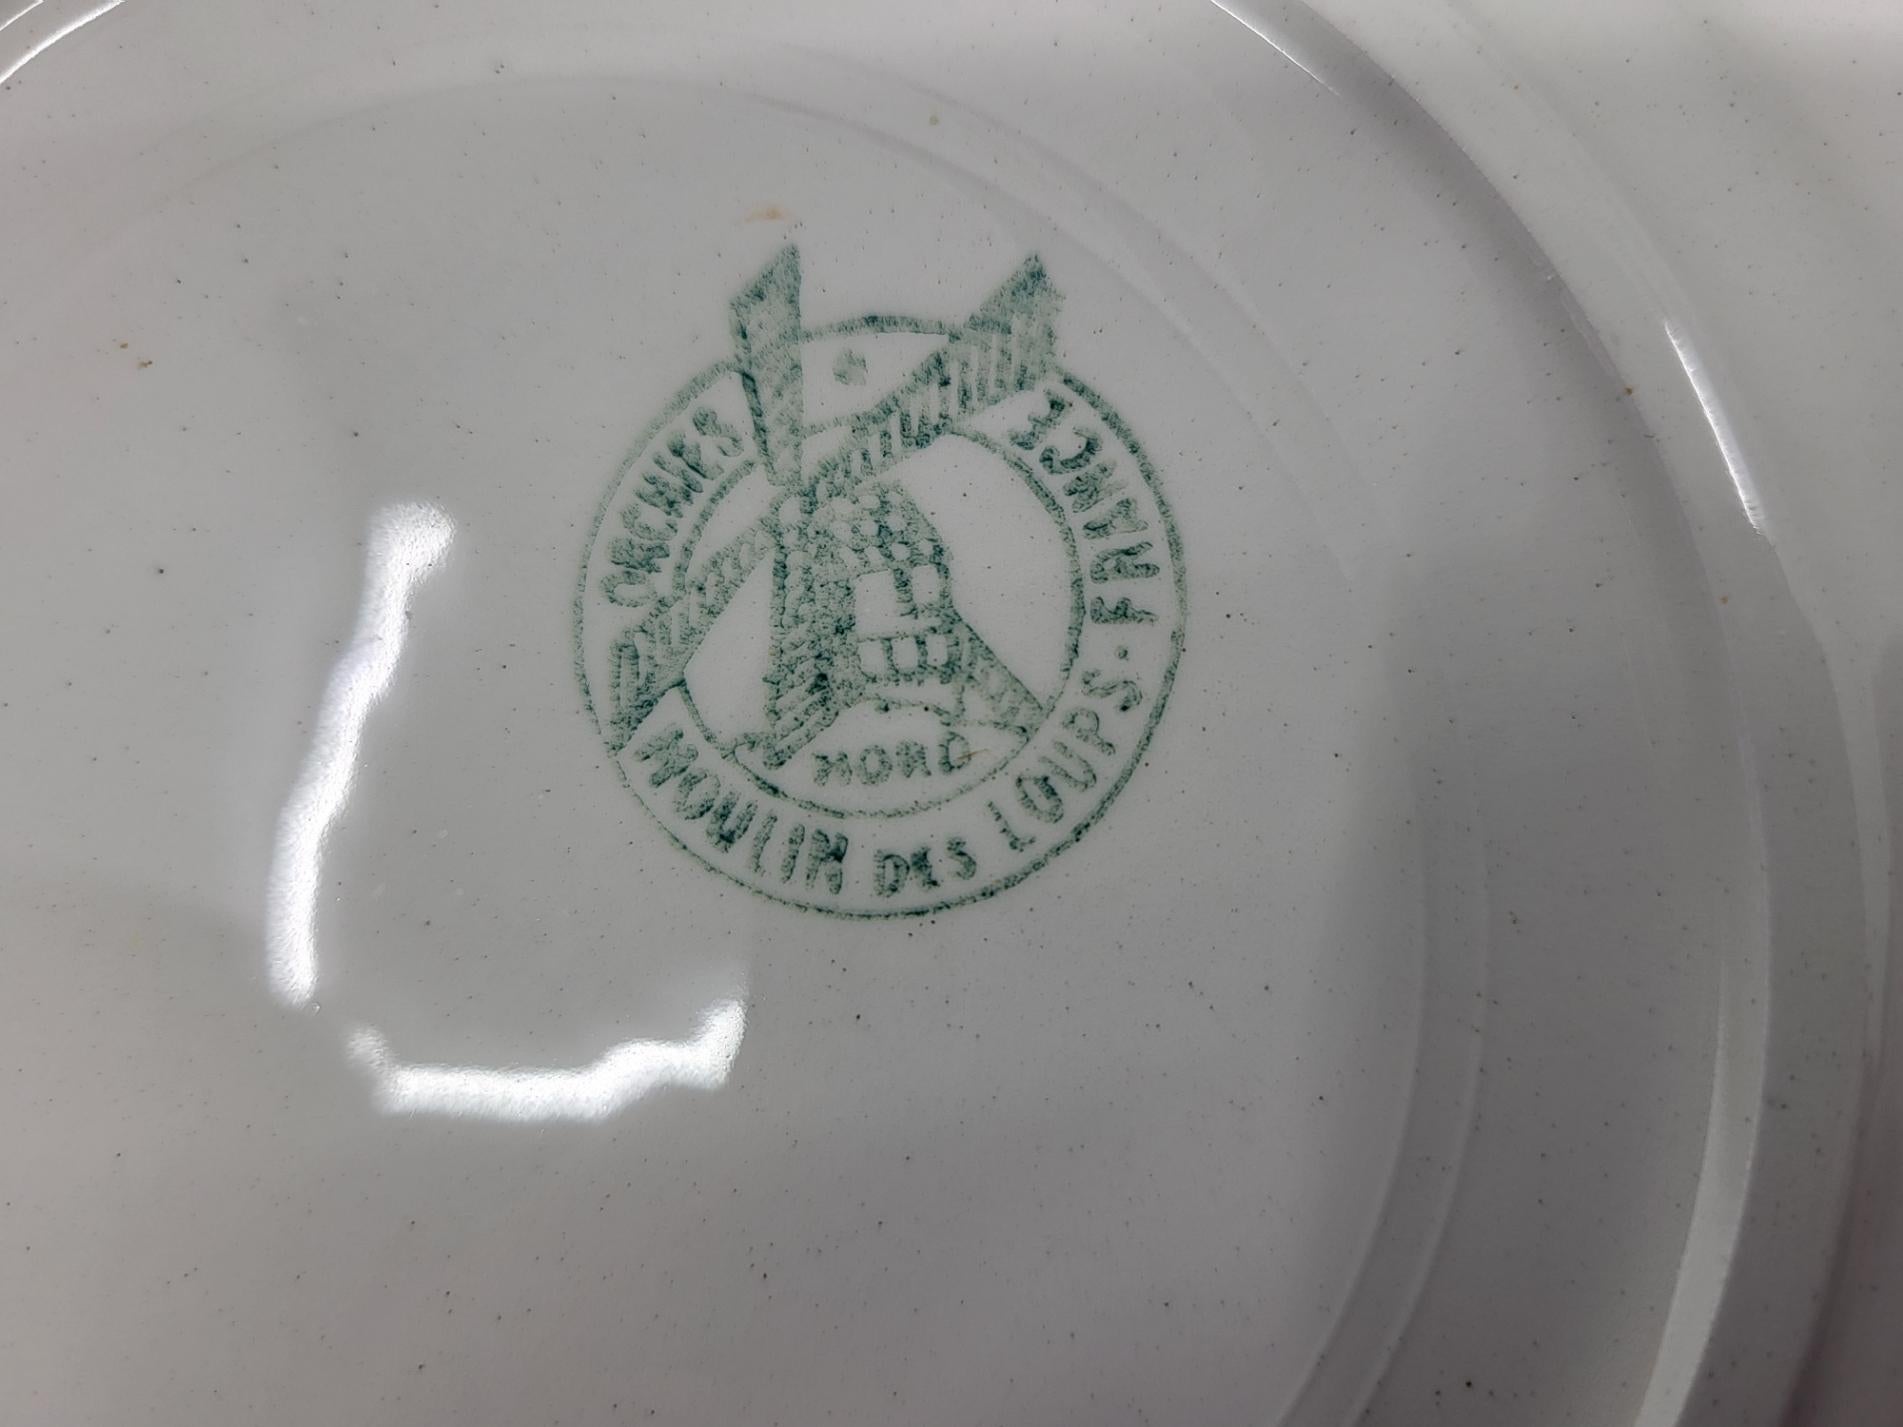 ORCHIES
MOULIN DES LOUPS. FRANCE
NORD